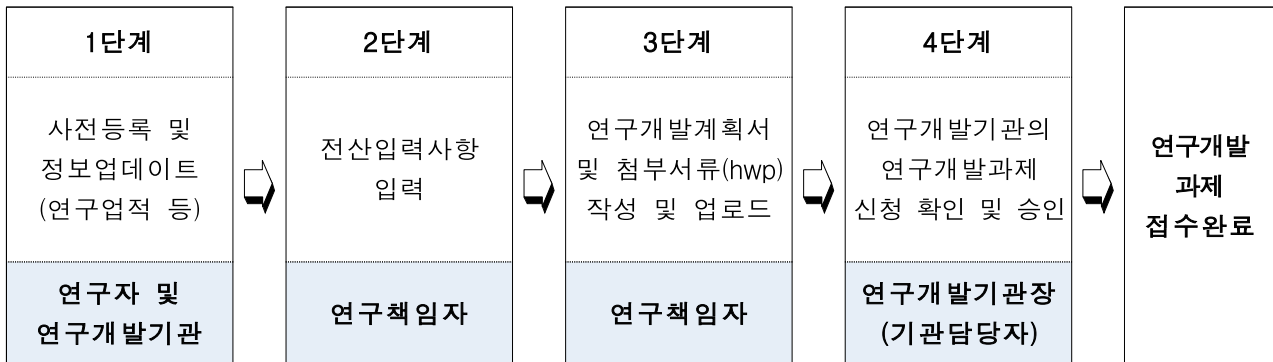 1단계
사전등록 및
정보업데이트
(연구업적 등)
연구자 및
연구개발기관
2단계
전산입력사항
입력
연구책임자
3단계
연구개발계획서
및 첨부서류(hwp)
작성 및 업로드
연구책임자
4단계
연구개발기관의
연구개발과제
신청 확인 및 승인
연구개발기관장
(기관담당자)
연구개발
과제
접수완료